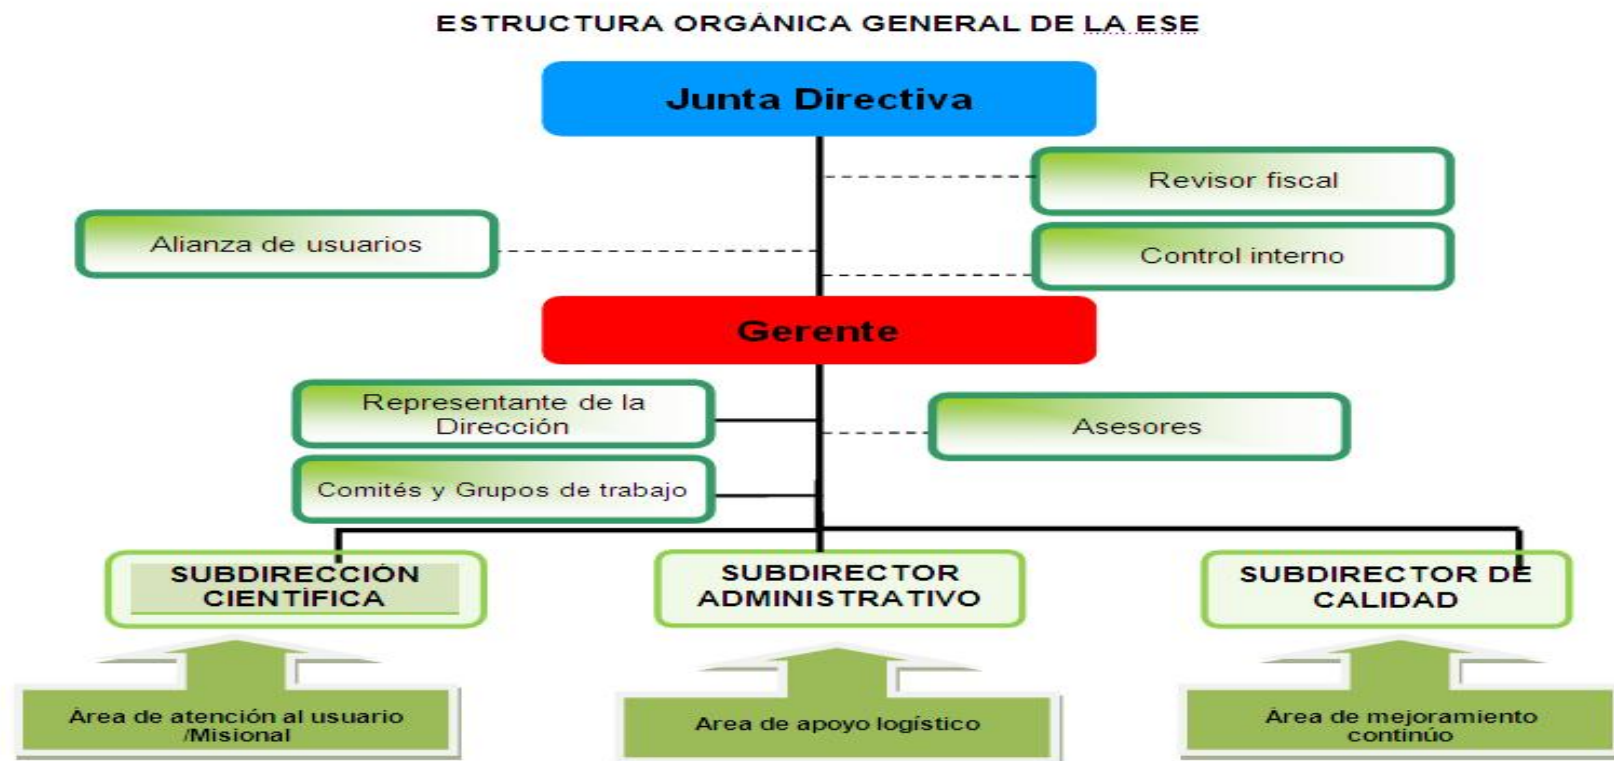 ESTRUCTURA ORGÁNICA GENERAL DE LA ESE
Junta Directiva
Revisor fiscal
Alianza de usuarios
Control interno
Gerente
Representante de la
Dirección
Asesores
Comités y Grupos de trabajo
SUBDIRECCIÓN
CIENTÍFICA
SUBDIRECTOR
ADMINISTRATIVO
SUBDIRECTOR DE
CALIDAD
Área de atención al usuario
/Misional
Area de apoyo logístico
Área de mejoramiento
continúo